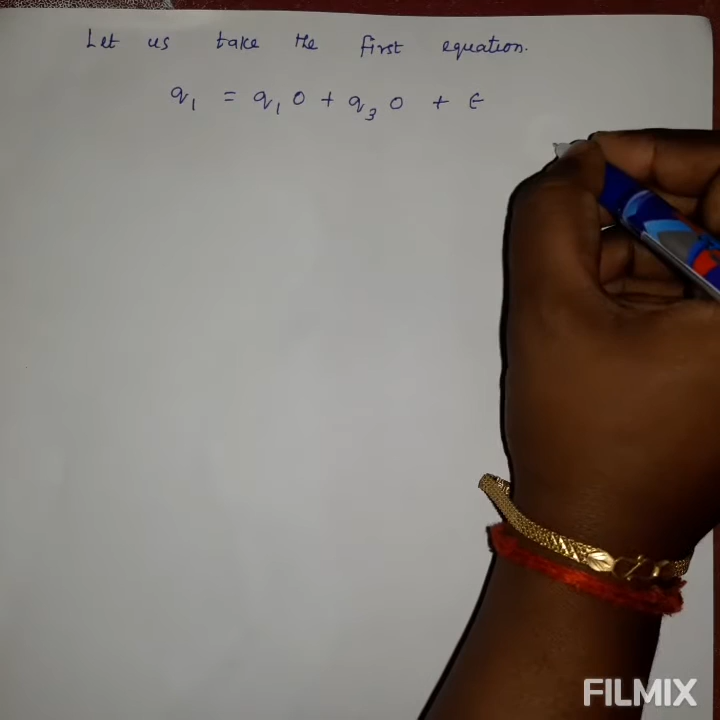 Let us take the first equation.
q₁ = q₁ 0 + q₃ 0 + ε
FILMIX